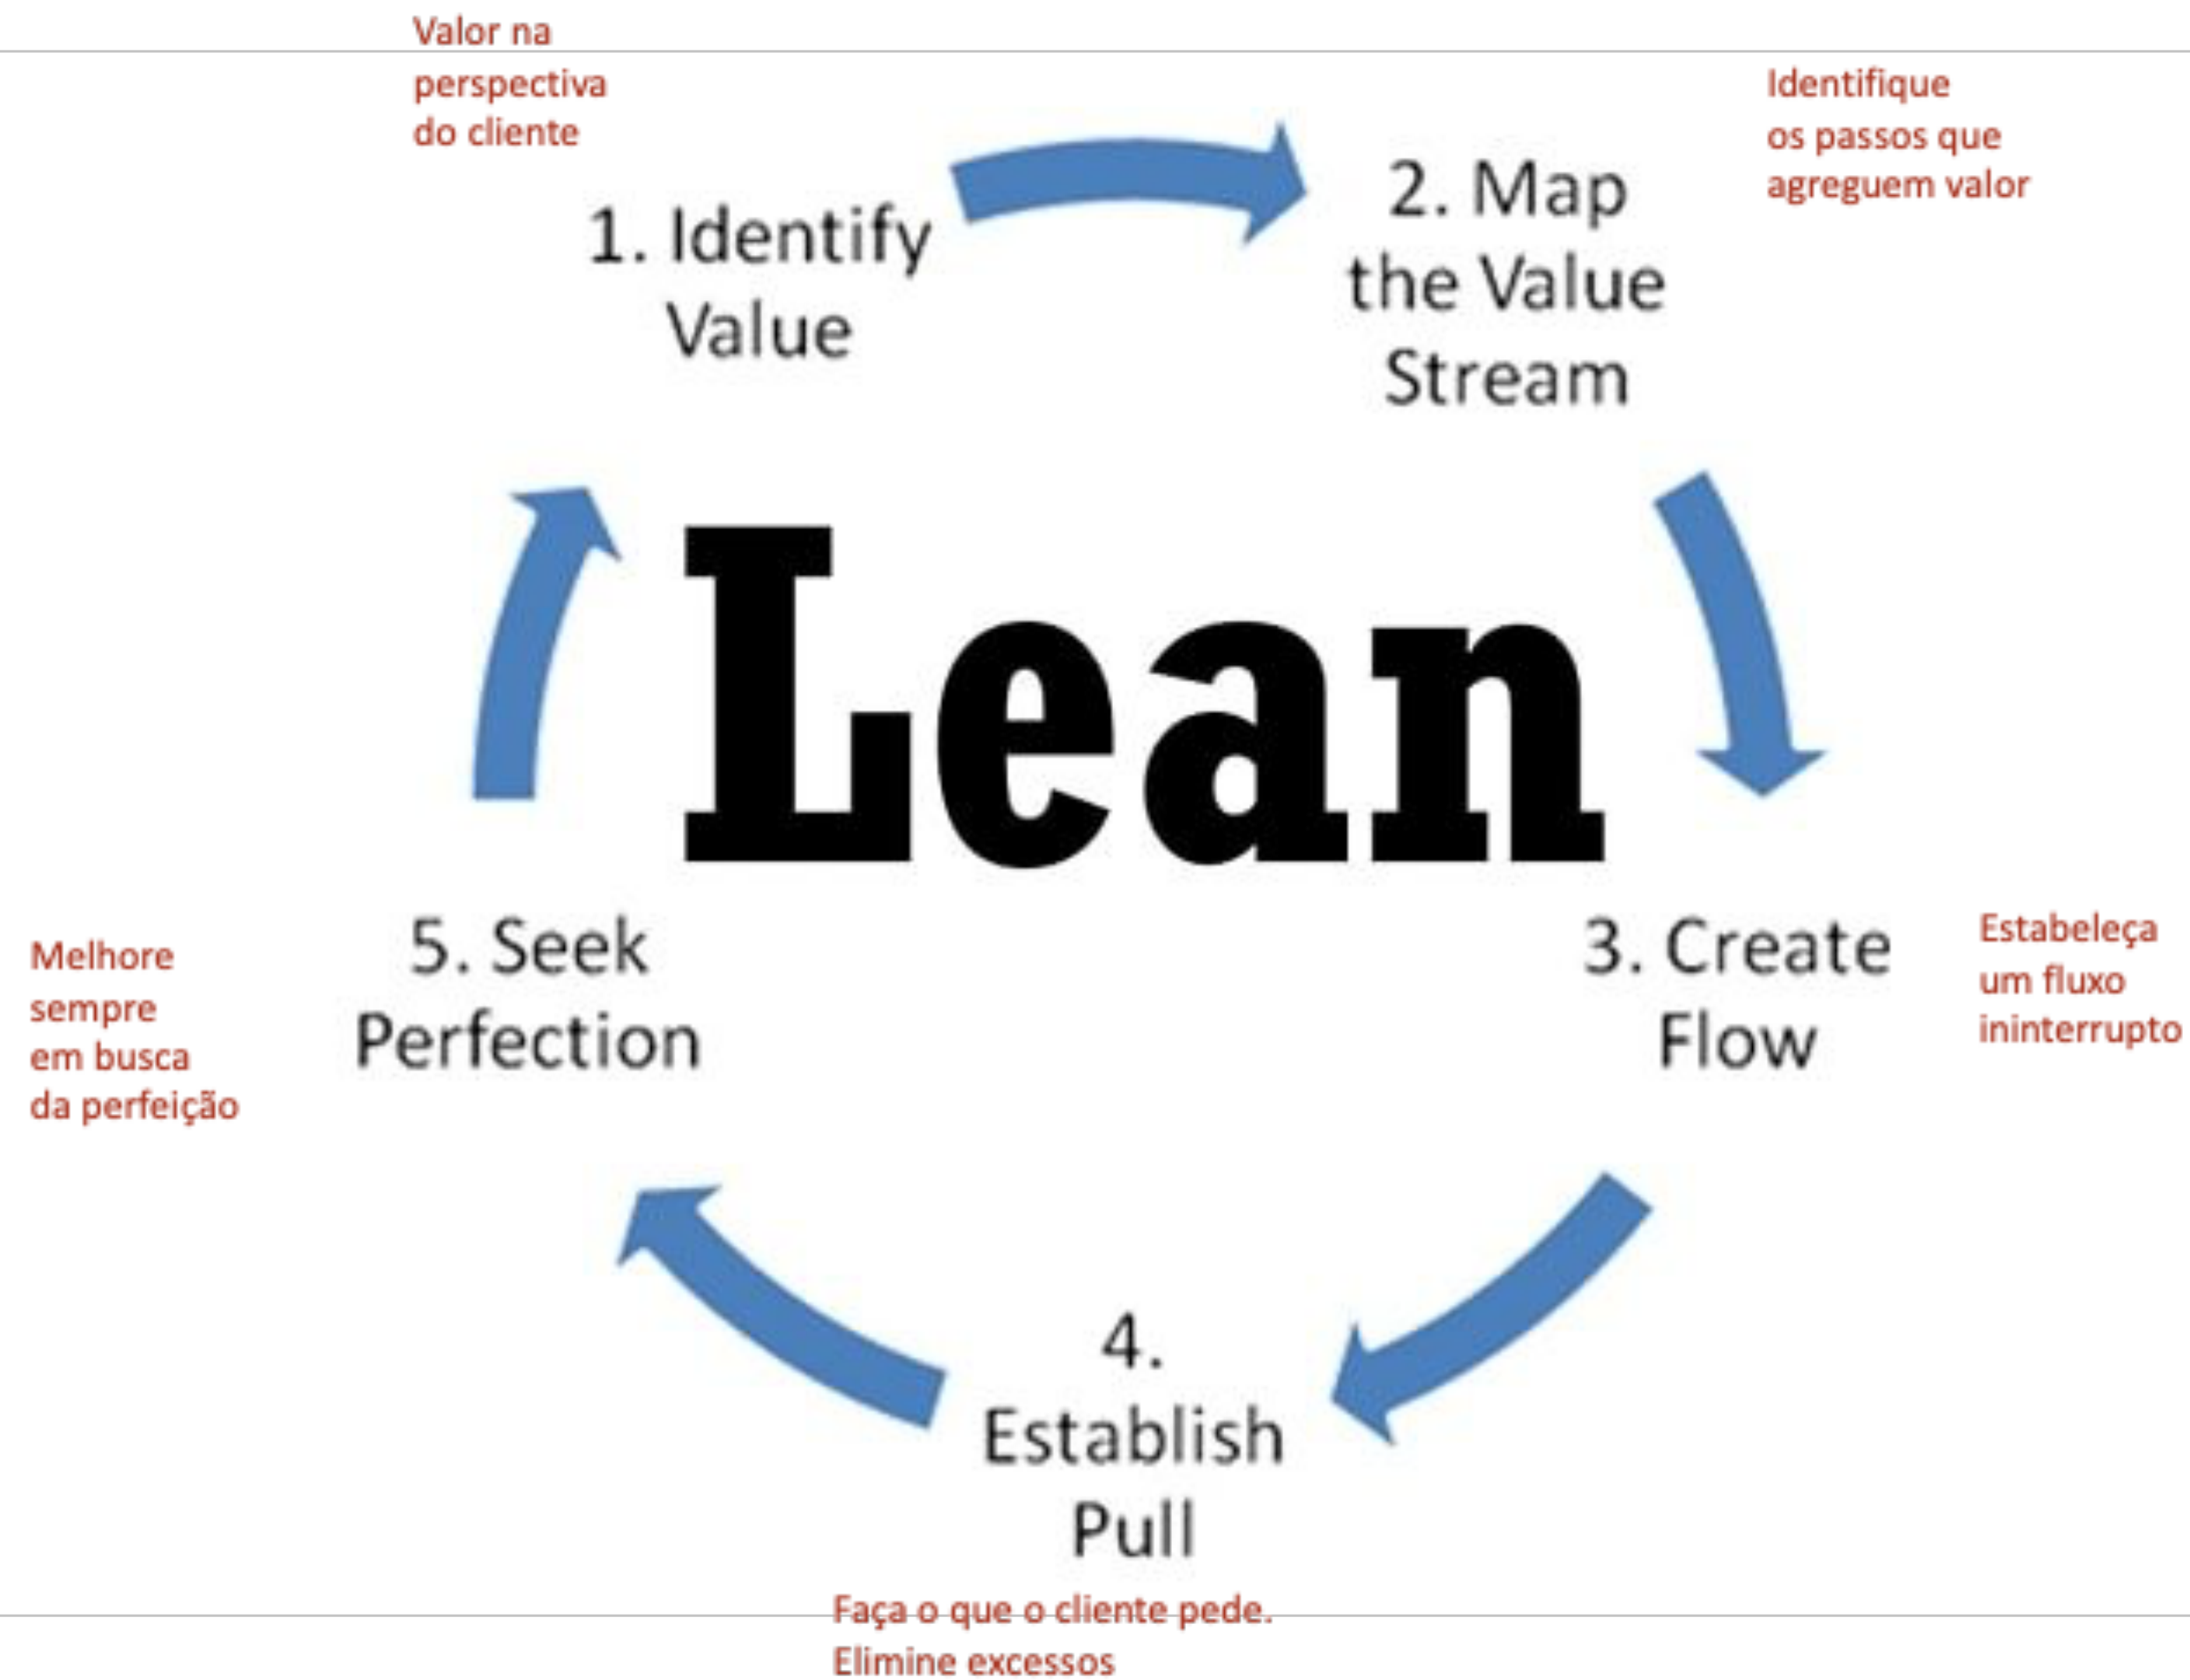 Valor na
perspectiva
do cliente
Identifique
os passos que
agreguem valor
1. Identify
Value
2. Map
the Value
Stream
Lean
3. Create
Flow
Estabeleça
um fluxo
ininterrupto
4.
Establish
Pull
Faça o que o cliente pede.
Elimine excessos
5. Seek
Perfection
Melhore
sempre
em busca
da perfeição